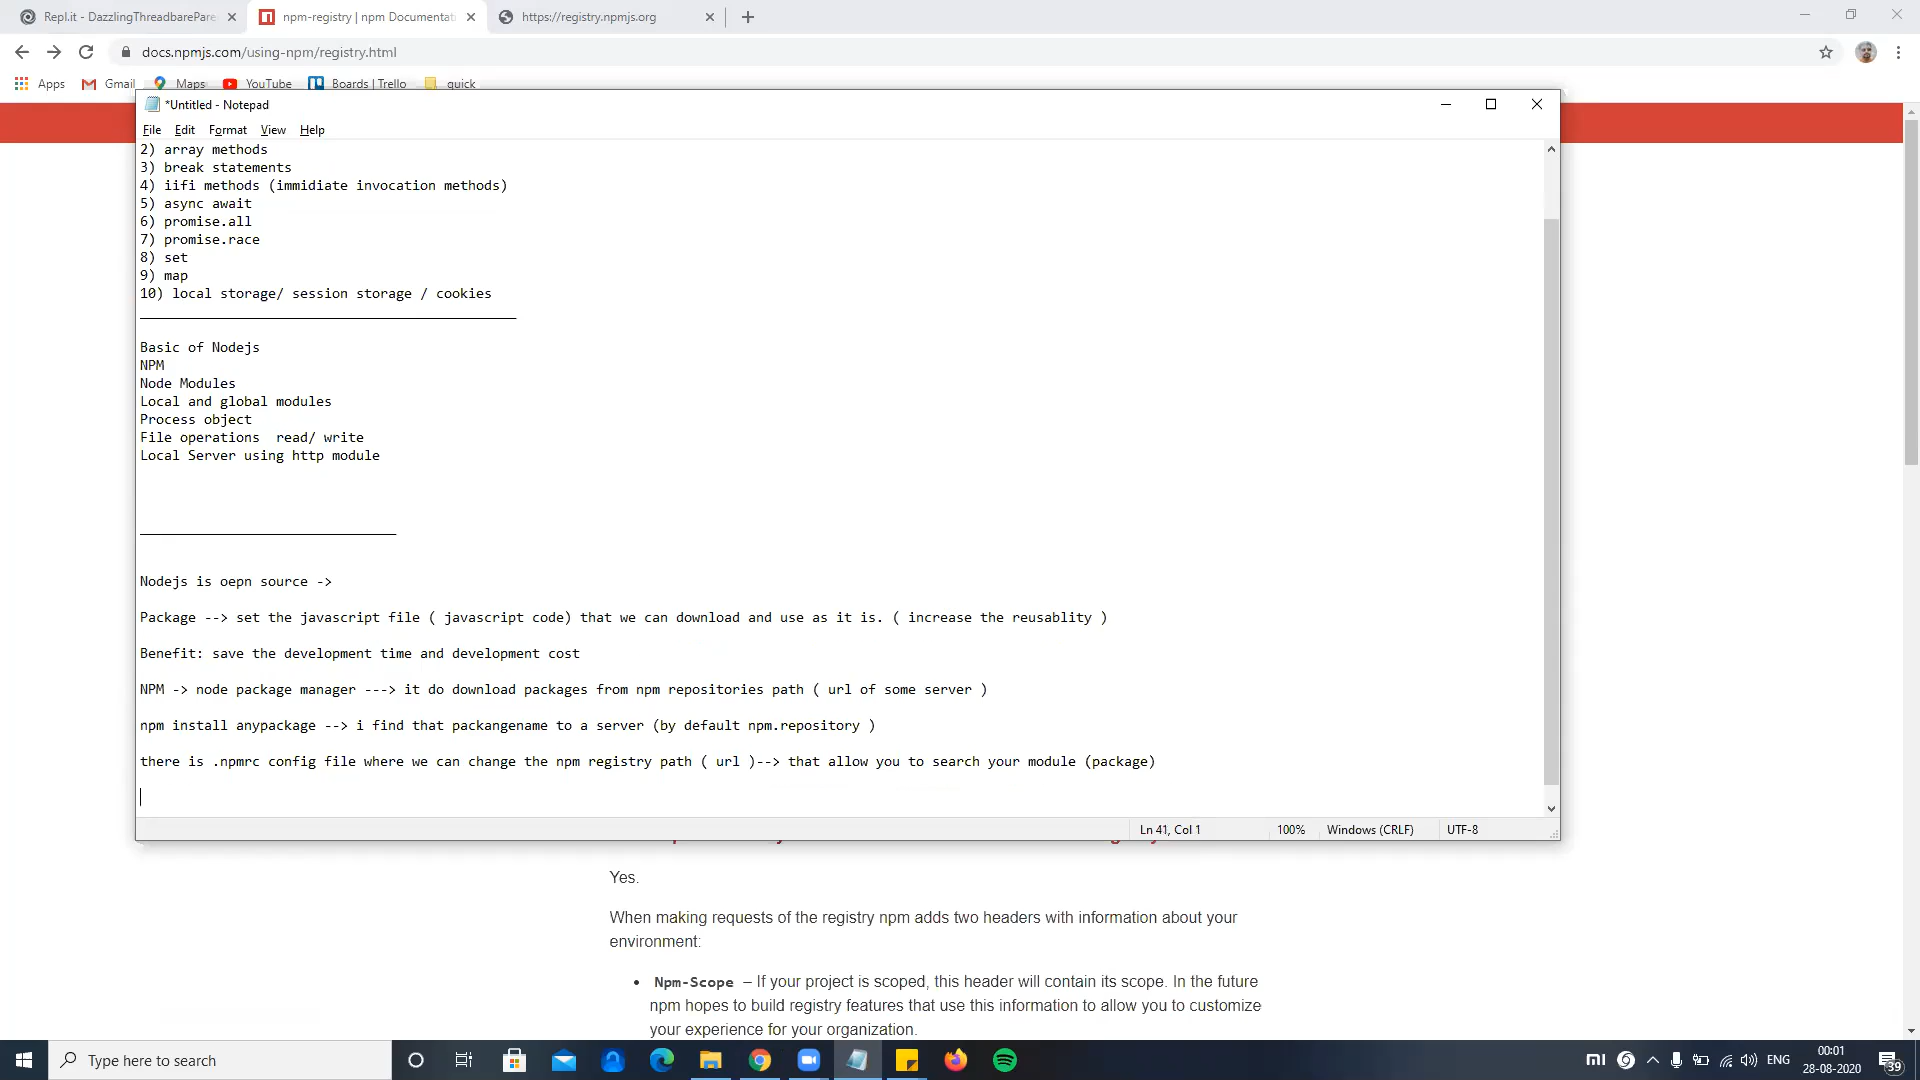 Repl.it - DazzlingThreadbarePare
npm-registry | npm Documentati
https://registry.npmjs.org
docs.npmjs.com/using-npm/registry.html
Apps
Gmail
Maps
YouTube
Boards | Trello
quick
*Untitled - Notepad
File Edit Format View Help
2) array methods
3) break statements
4) iifi methods (immidiate invocation methods)
5) async await
6) promise.all
7) promise.race
8) set
9) map
10) local storage/ session storage / cookies
_______________________________________________
Basic of Nodejs
NPM
Node Modules
Local and global modules
Process object
File operations  read/ write
Local Server using http module
________________________________
Nodejs is oepn source ->
Package --> set the javascript file ( javascript code) that we can download and use as it is. ( increase the reusablity )
Benefit: save the development time and development cost
NPM -> node package manager ---> it do download packages from npm repositories path ( url of some server )
npm install anypackage --> i find that packangename to a server (by default npm.repository )
there is .npmrc config file where we can change the npm registry path ( url )--> that allow you to search your module (package)
Ln 41, Col 1
100%
Windows (CRLF)
UTF-8
Yes.
When making requests of the registry npm adds two headers with information about your
environment:
• Npm-Scope – If your project is scoped, this header will contain its scope. In the future
npm hopes to build registry features that use this information to allow you to customize
your experience for your organization.
Type here to search
mi
ENG
00:01
28-08-2020
39